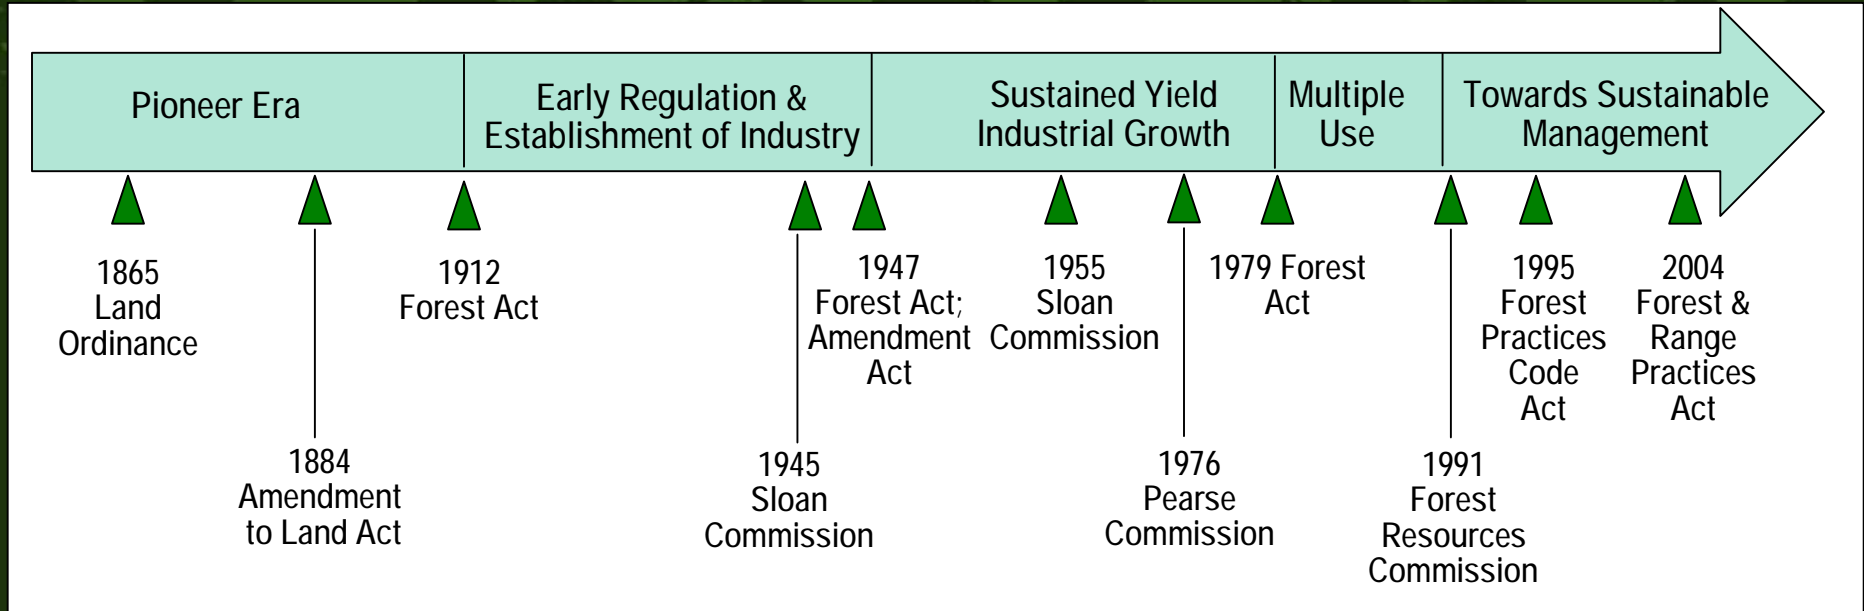 Pioneer Era
Early Regulation &
Establishment of Industry
Sustained Yield
Industrial Growth
Multiple
Use
Towards Sustainable
Management
1865
Land
Ordinance
1884
Amendment
to Land Act
1912
Forest Act
1945
Sloan
Commission
1947
Forest Act;
Amendment
Act
1955
Sloan
Commission
1976
Pearse
Commission
1979 Forest
Act
1991
Forest
Resources
Commission
1995
Forest
Practices
Code
Act
2004
Forest &
Range
Practices
Act